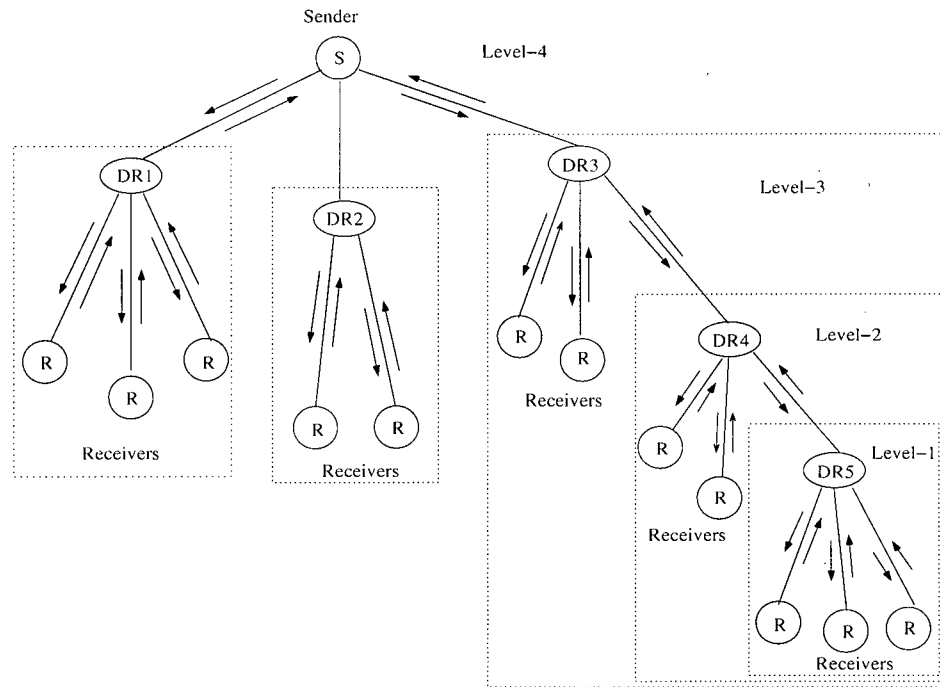 Sender
S
Level-4
DR1
DR2
DR3
Level-3
R
R
R
Receivers
R
R
Receivers
R
R
Receivers
DR4
Level-2
R
R
Receivers
DR5
Level-1
R
R
R
Receivers